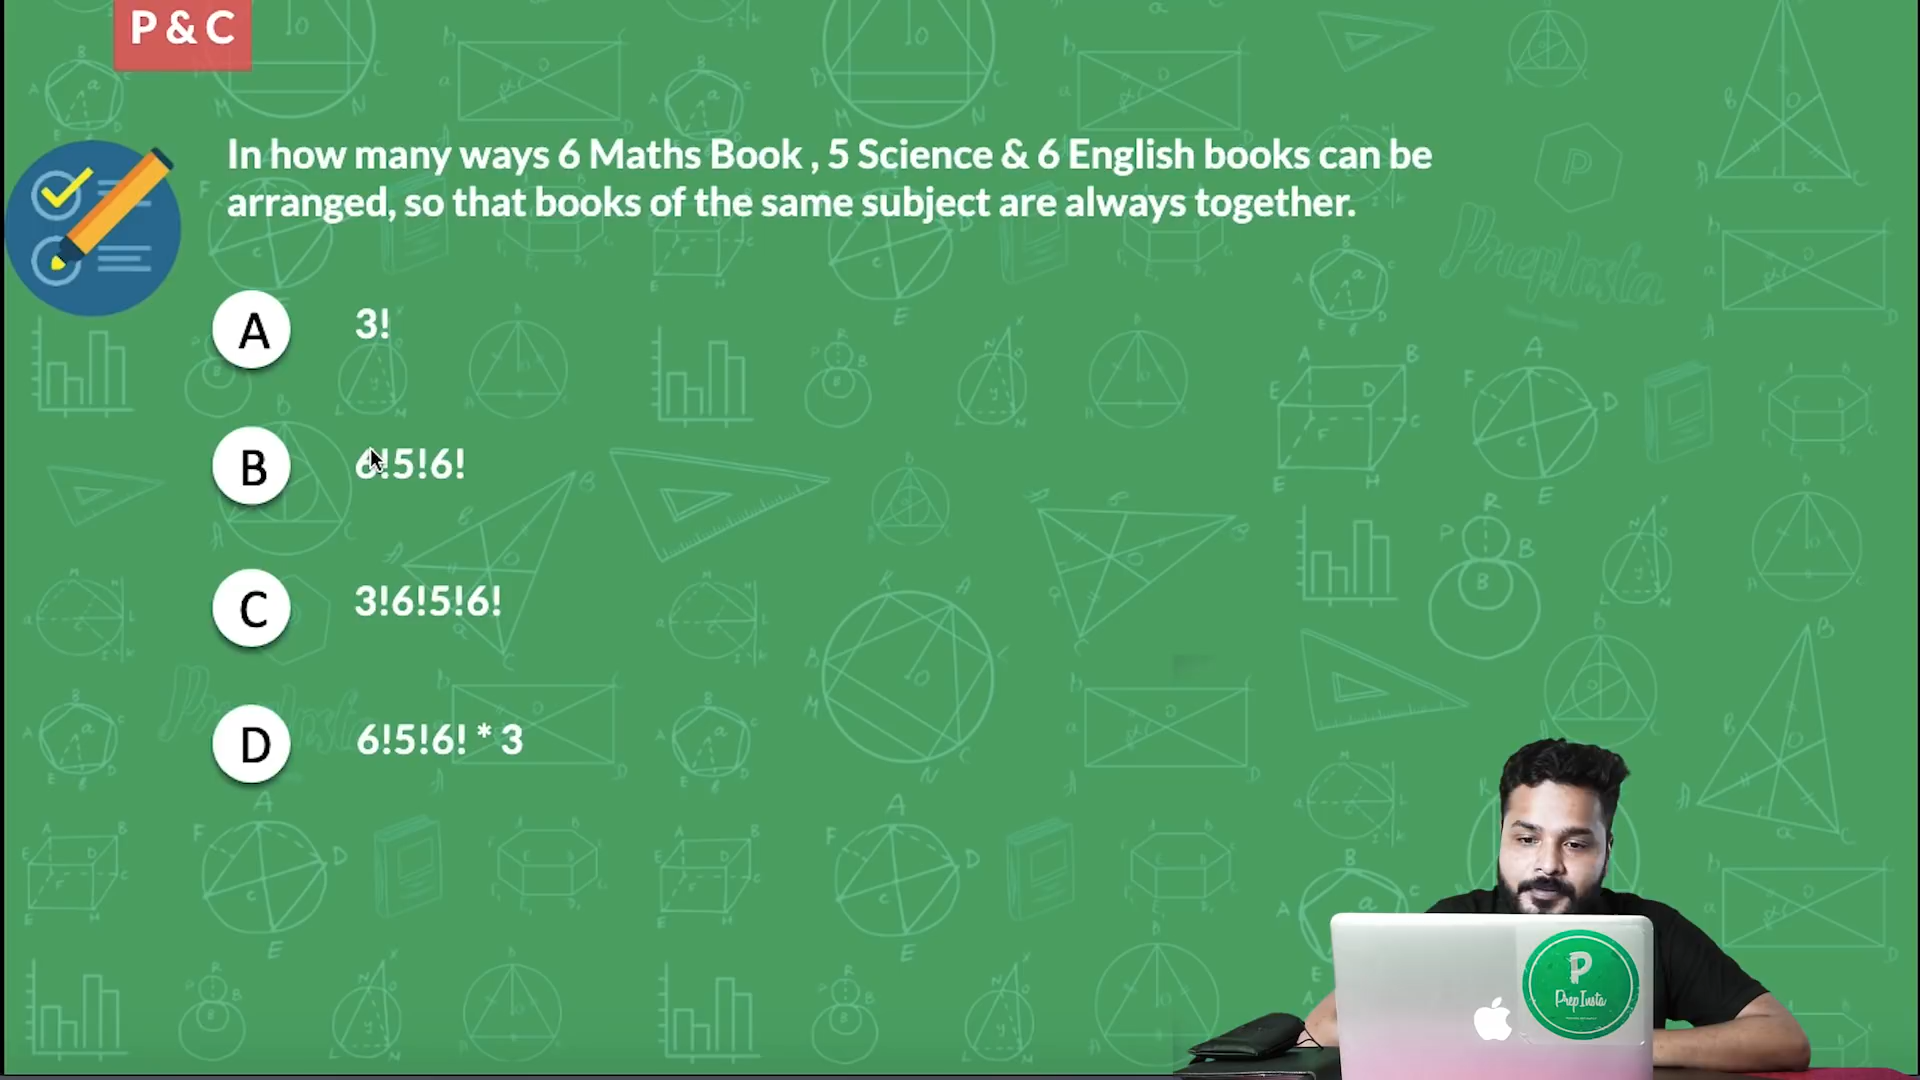 P & C
In how many ways 6 Maths Book , 5 Science & 6 English books can be
arranged, so that books of the same subject are always together.
A 3!
B 6!5!6!
C 3!6!5!6!
D 6!5!6! * 3
PrepInsta
P
PrepInsta